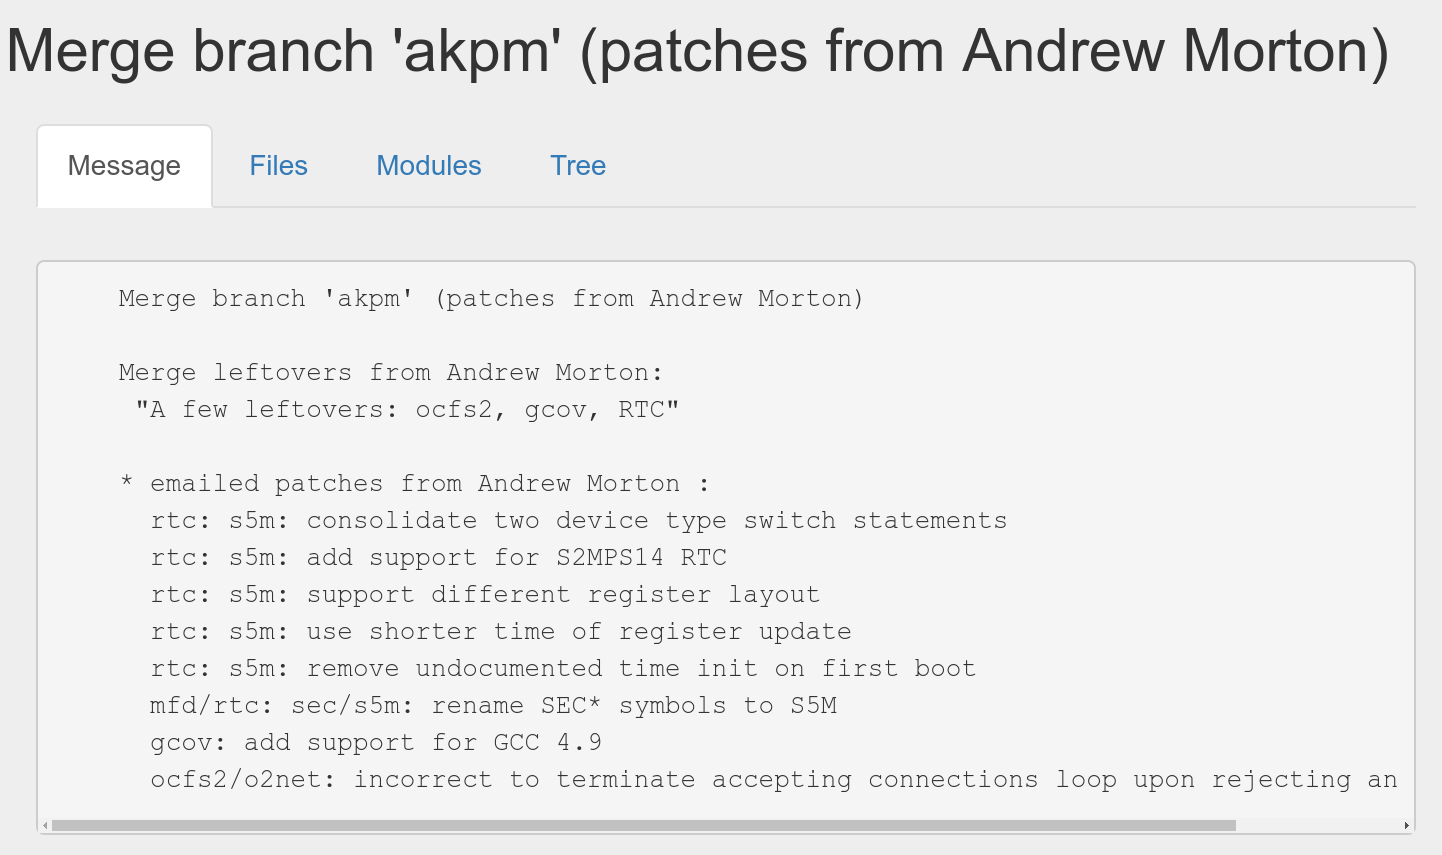 Merge branch 'akpm' (patches from Andrew Morton)
Message Files Modules Tree
Merge branch 'akpm' (patches from Andrew Morton)
Merge leftovers from Andrew Morton:
"A few leftovers: ocfs2, gcov, RTC"
* emailed patches from Andrew Morton :
rtc: s5m: consolidate two device type switch statements
rtc: s5m: add support for S2MPS14 RTC
rtc: s5m: support different register layout
rtc: s5m: use shorter time of register update
rtc: s5m: remove undocumented time init on first boot
mfd/rtc: sec/s5m: rename SEC* symbols to S5M
gcov: add support for GCC 4.9
ocfs2/o2net: incorrect to terminate accepting connections loop upon rejecting an